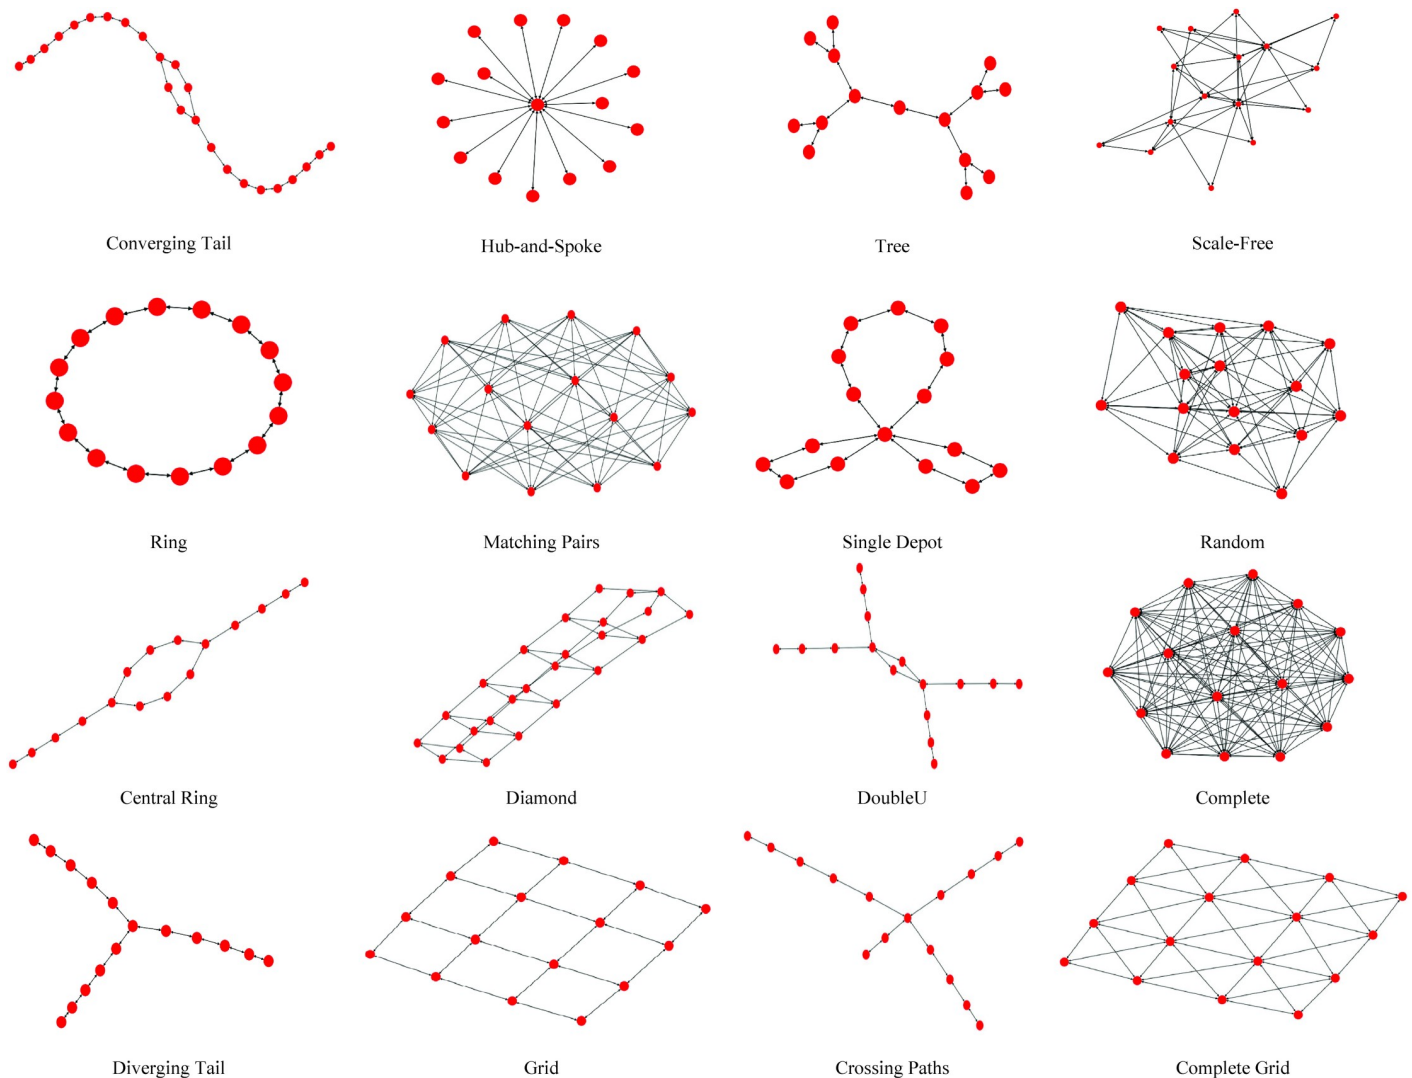 Converging Tail
Hub-and-Spoke
Tree
Scale-Free
Ring
Matching Pairs
Single Depot
Random
Central Ring
Diamond
DoubleU
Complete
Diverging Tail
Grid
Crossing Paths
Complete Grid